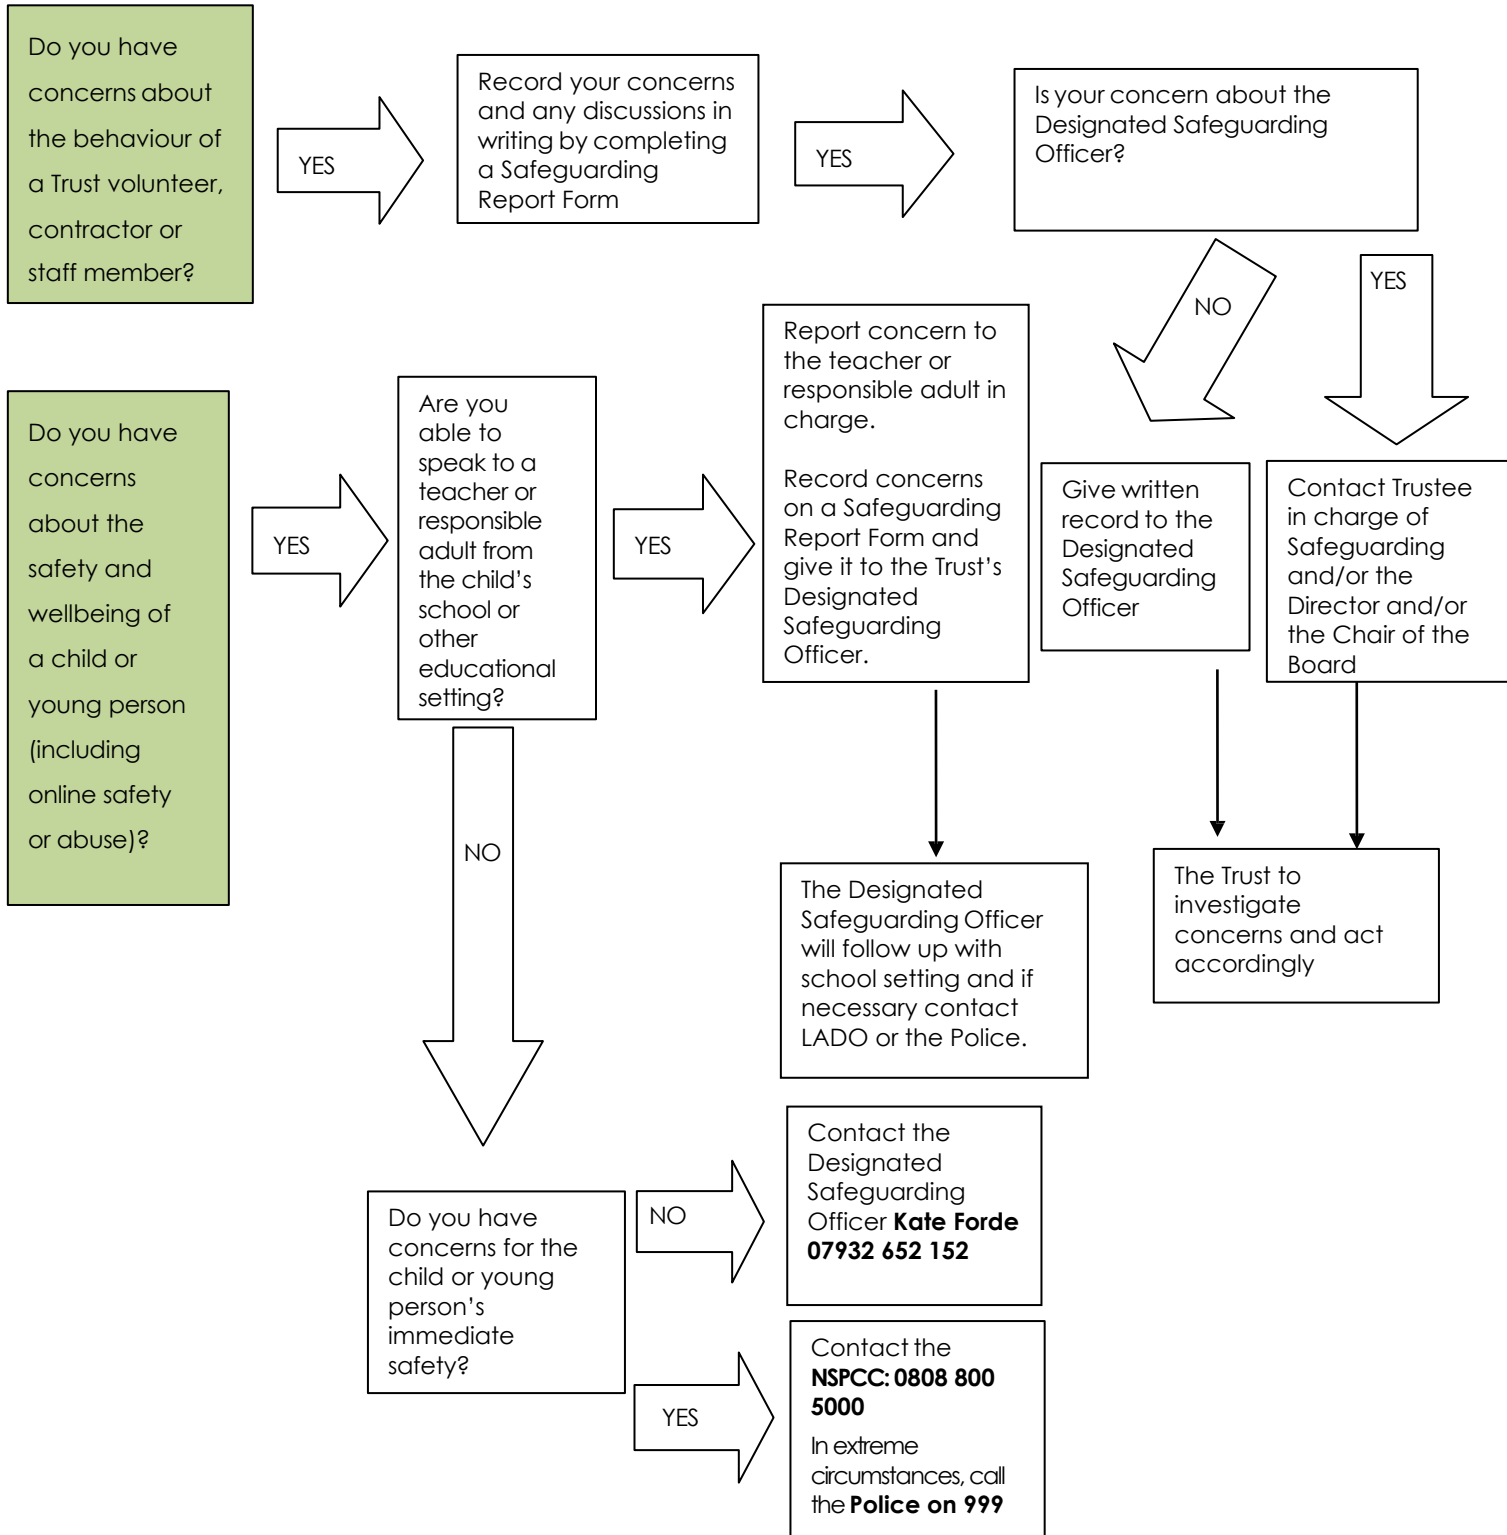 Do you have
concerns about
the behaviour of
a Trust volunteer,
contractor or
staff member?
YES
Record your concerns
and any discussions in
writing by completing
a Safeguarding
Report Form
YES
Is your concern about the
Designated Safeguarding
Officer?
NO
YES
Do you have
concerns
about the
safety and
wellbeing of
a child or
young person
(including
online safety
or abuse)?
YES
Are you
able to
speak to a
teacher or
responsible
adult from
the child's
school or
other
educational
setting?
YES
Report concern to
the teacher or
responsible adult in
charge.
Record concerns
on a Safeguarding
Report Form and
give it to the Trust's
Designated
Safeguarding
Officer.
Give written
record to the
Designated
Safeguarding
Officer
Contact Trustee
in charge of
Safeguarding
and/or the
Director and/or
the Chair of the
Board
NO
The Designated
Safeguarding Officer
will follow up with
school setting and if
necessary contact
LADO or the Police.
The Trust to
investigate
concerns and act
accordingly
Do you have
concerns for the
child or young
person's
immediate
safety?
NO
Contact the
Designated
Safeguarding
Officer Kate Forde
07932 652 152
YES
Contact the
NSPCC: 0808 800
5000
In extreme
circumstances, call
the Police on 999